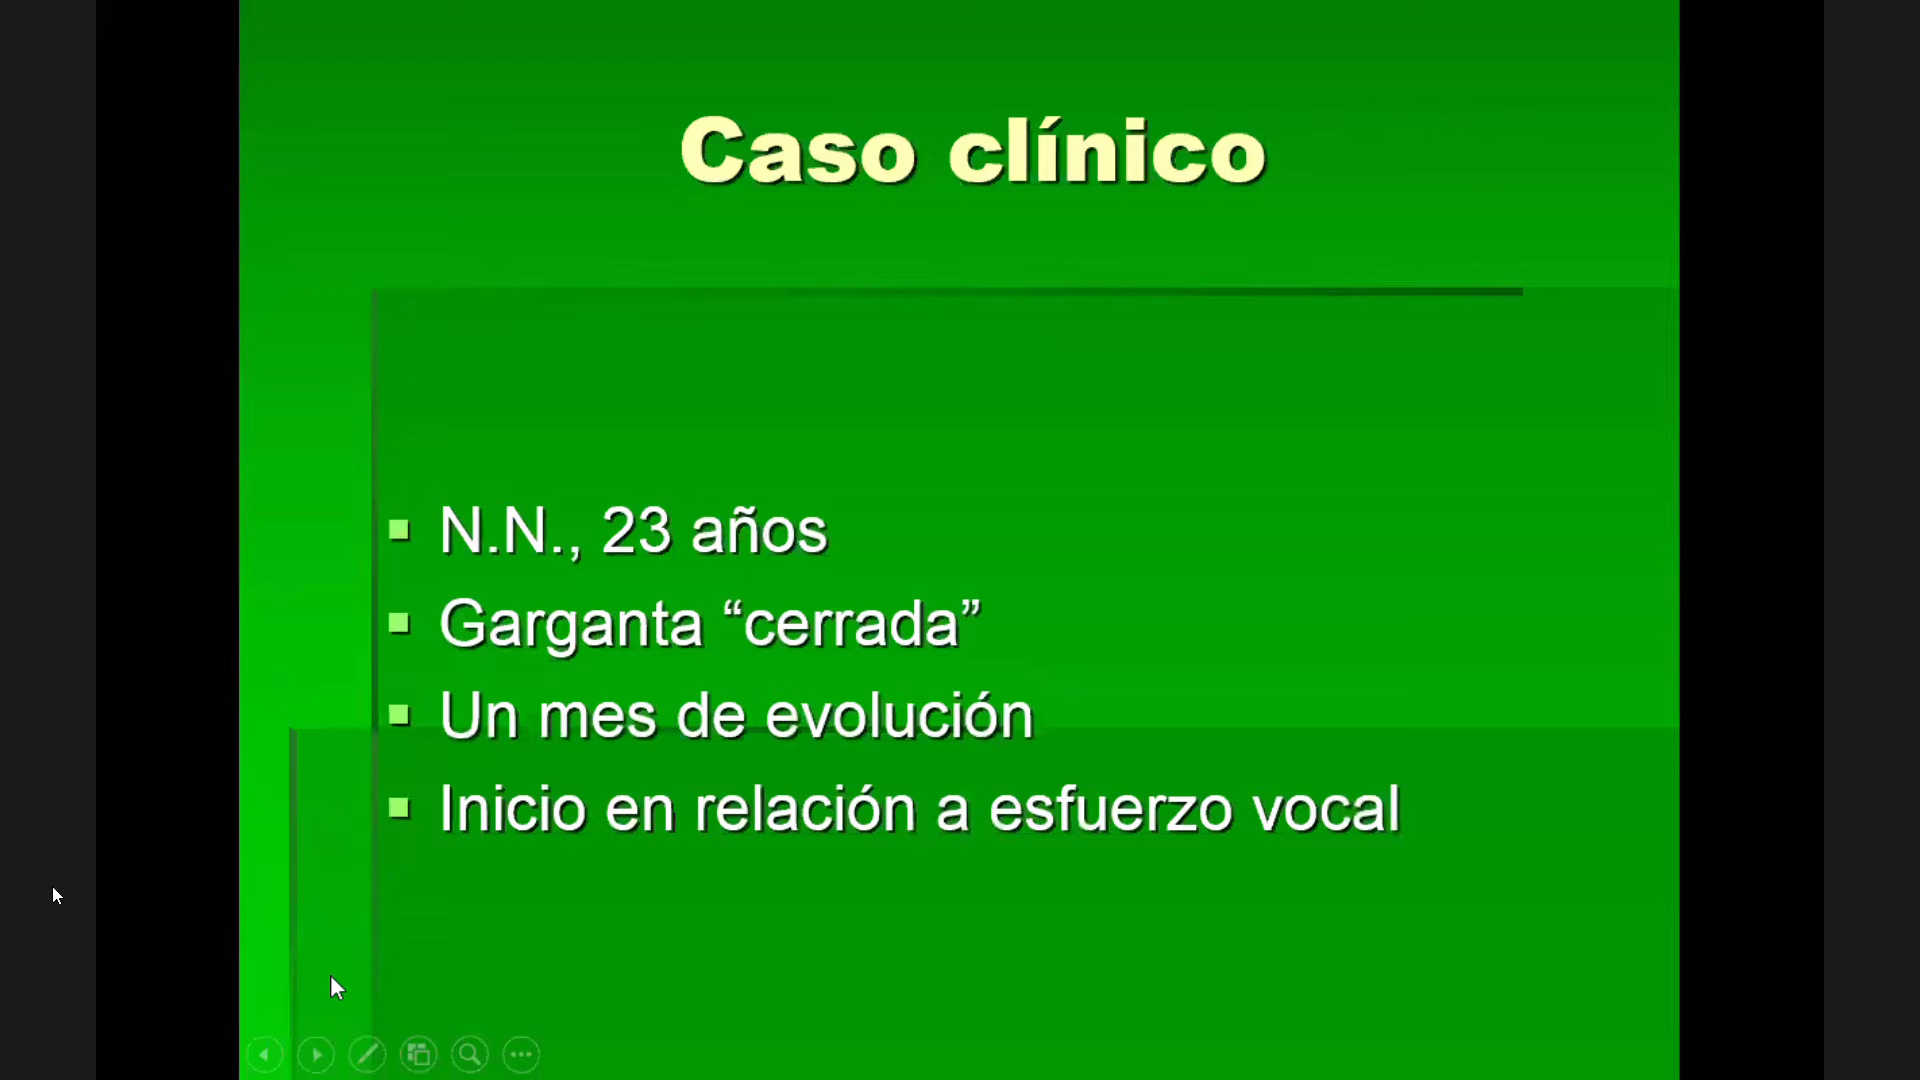 Caso clínico
N.N., 23 años
Garganta “cerrada”
Un mes de evolución
Inicio en relación a esfuerzo vocal